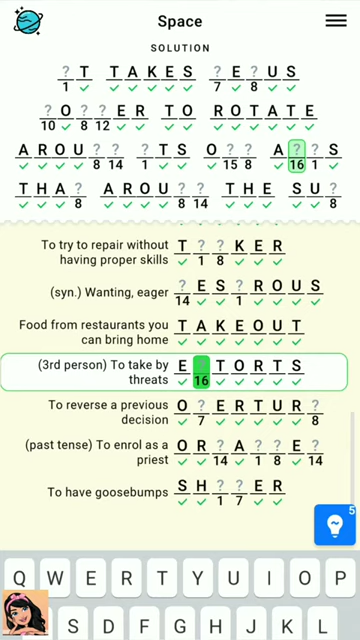 Space
SOLUTION
?T TAKES ?E?US
1 7 8
?O??ER TO ROTATE
10 8 12
AROU?? ?TS O?? A??S
8 14 1 15 8 16 1
THA? AROU?? THE SU?
8 8 14 8
To try to repair without T??KER
having proper skills 1 8
(syn.) Wanting, eager ?ES?ROUS
14 1
Food from restaurants you TAKEOUT
can bring home
(3rd person) To take by E?TORTS
threats 16
To reverse a previous O?ERTUR?
decision 7 8
(past tense) To enrol as a OR?A??E?
priest 14 1 8 14
To have goosebumps SH??ER
1 7
5
Q W E R T Y U I O P
S D F G H J K L